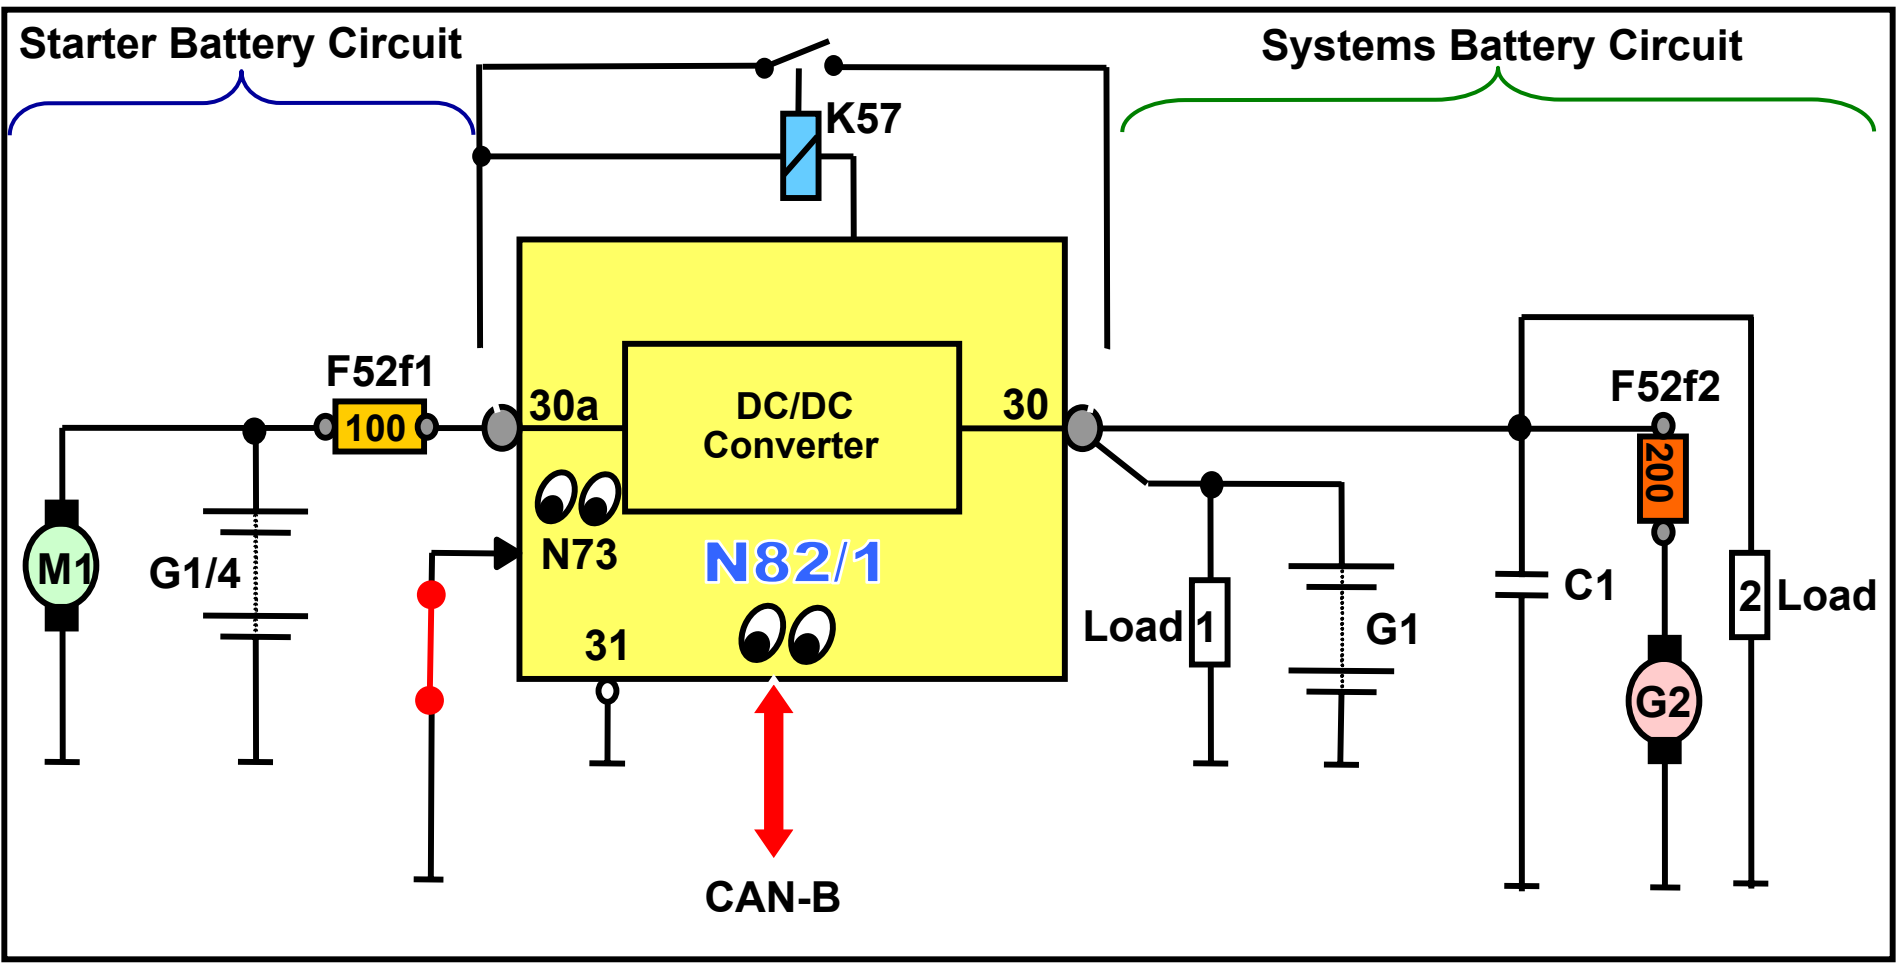 Starter Battery Circuit
Systems Battery Circuit
K57
F52f1
100
30a
DC/DC
Converter
30
F52f2
200
M1
G1/4
N73
N82/1
31
Load
1
G1
C1
2
Load
G2
CAN-B